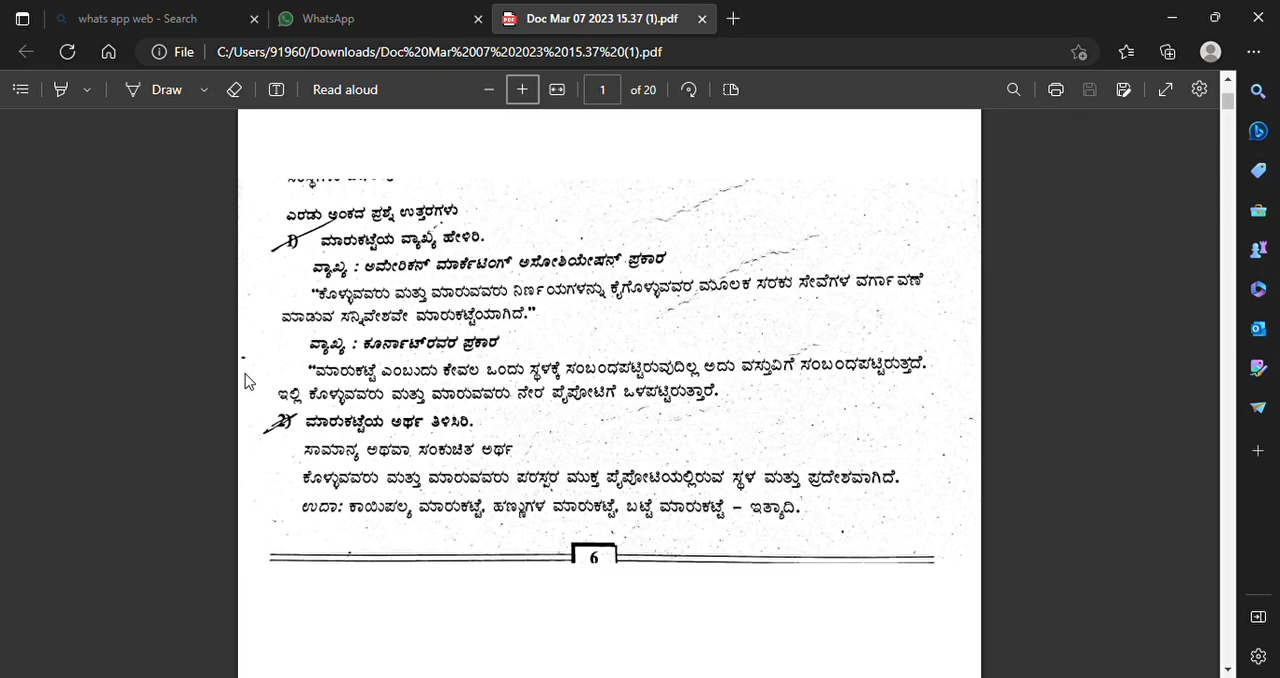 whats app web - Search
WhatsApp
Doc Mar 07 2023 15.37 (1).pdf
File C:/Users/91960/Downloads/Doc%20Mar%2007%202023%2015.37%20(1).pdf
Draw Read aloud 1 of 20
ಎರಡು ಅಂಕದ ಪ್ರಶ್ನೆ ಉತ್ತರಗಳು
1) ಮಾರುಕಟ್ಟೆಯ ವ್ಯಾಖ್ಯೆ ಹೇಳಿರಿ.
ವ್ಯಾಖ್ಯೆ : ಅಮೇರಿಕನ್ ಮಾರ್ಕೆಟಿಂಗ್ ಅಸೋಶಿಯೇಷನ್ ಪ್ರಕಾರ
“ಕೊಳ್ಳುವವರು ಮತ್ತು ಮಾರುವವರು ನಿರ್ಣಯಗಳನ್ನು ಕೈಗೊಳ್ಳುವವರ ಮೂಲಕ ಸರಕು ಸೇವೆಗಳ ವರ್ಗಾವಣೆ
ಮಾಡುವ ಸನ್ನಿವೇಶವೇ ಮಾರುಕಟ್ಟೆಯಾಗಿದೆ.”
ವ್ಯಾಖ್ಯೆ : ಕೂರ್ನಾಟ್‌ರವರ ಪ್ರಕಾರ
“ಮಾರುಕಟ್ಟೆ ಎಂಬುದು ಕೇವಲ ಒಂದು ಸ್ಥಳಕ್ಕೆ ಸಂಬಂಧಪಟ್ಟಿರುವುದಿಲ್ಲ ಅದು ವಸ್ತುವಿಗೆ ಸಂಬಂಧಪಟ್ಟಿರುತ್ತದೆ.
ಇಲ್ಲಿ ಕೊಳ್ಳುವವರು ಮತ್ತು ಮಾರುವವರು ನೇರ ಪೈಪೋಟಿಗೆ ಒಳಪಟ್ಟಿರುತ್ತಾರೆ.
2) ಮಾರುಕಟ್ಟೆಯ ಅರ್ಥ ತಿಳಿಸಿರಿ.
ಸಾಮಾನ್ಯ ಅಥವಾ ಸಂಕುಚಿತ ಅರ್ಥ
ಕೊಳ್ಳುವವರು ಮತ್ತು ಮಾರುವವರು ಪರಸ್ಪರ ಮುಕ್ತ ಪೈಪೋಟಿಯಲ್ಲಿರುವ ಸ್ಥಳ ಮತ್ತು ಪ್ರದೇಶವಾಗಿದೆ.
ಉದಾ: ಕಾಯಿಪಲ್ಯ ಮಾರುಕಟ್ಟೆ, ಹಣ್ಣುಗಳ ಮಾರುಕಟ್ಟೆ, ಬಟ್ಟೆ ಮಾರುಕಟ್ಟೆ – ಇತ್ಯಾದಿ.
6